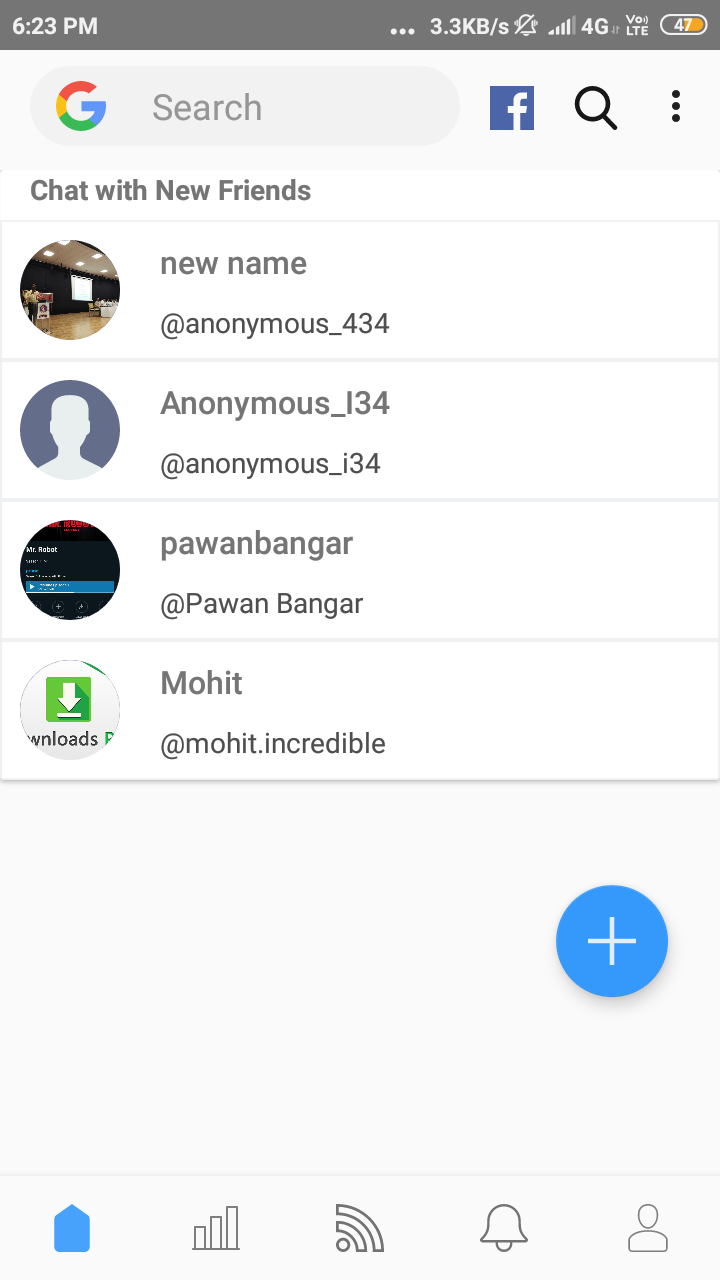 6:23 PM
... 3.3KB/s 4G Vo)) LTE 47
Search
Chat with New Friends
new name
@anonymous_434
Anonymous_I34
@anonymous_i34
Mr. Robot
pawanbangar
@Pawan Bangar
Mohit
wnloads
@mohit.incredible